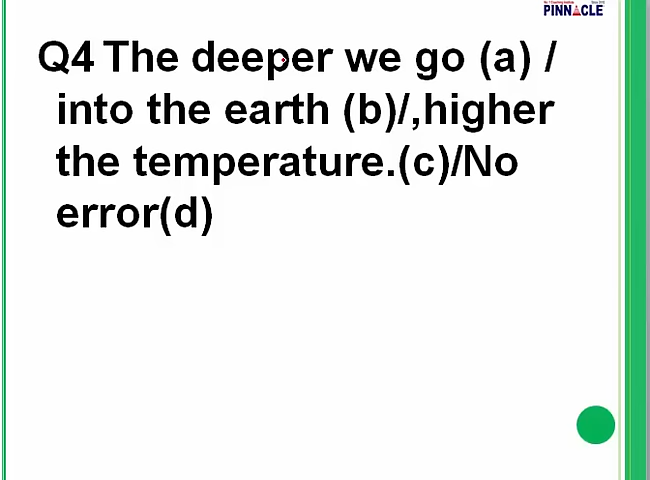 PINNACLE
Q4 The deeper we go (a) /
into the earth (b)/,higher
the temperature.(c)/No
error(d)